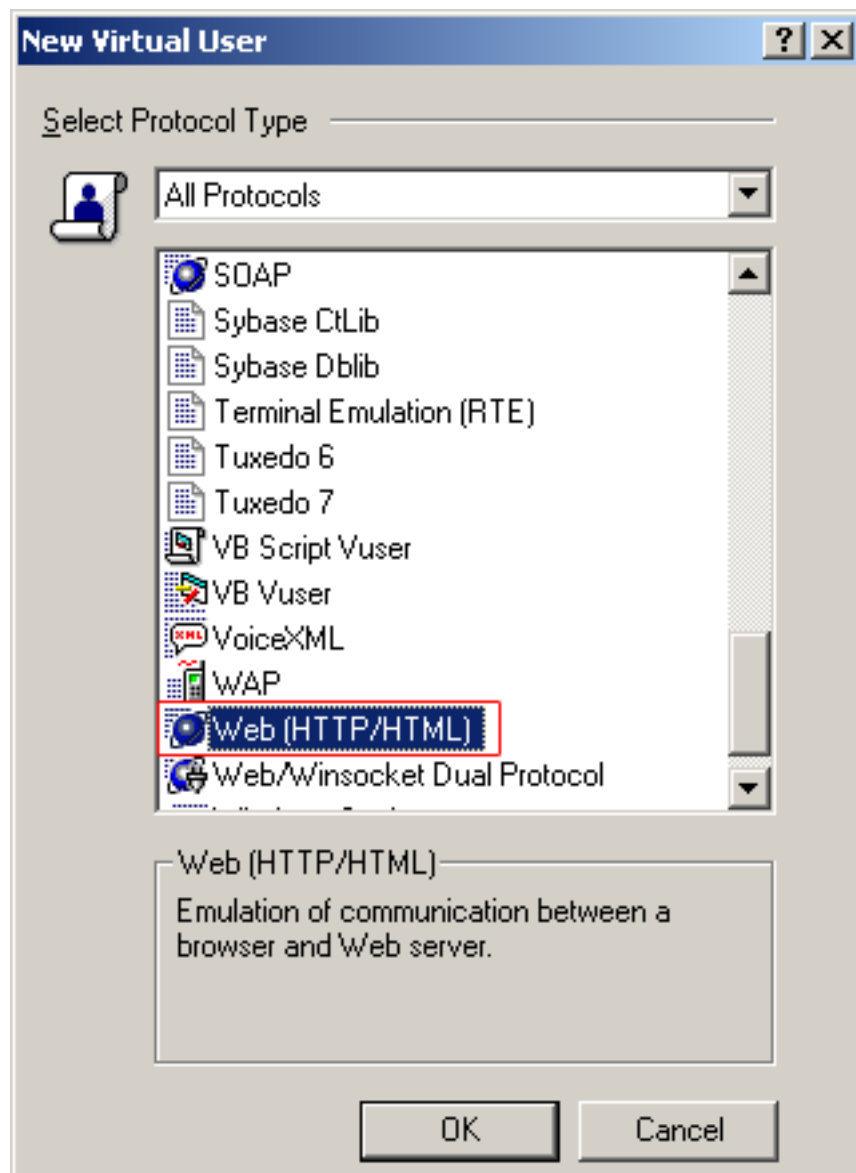 New Virtual User
Select Protocol Type
All Protocols
SOAP
Sybase CtLib
Sybase Dblib
Terminal Emulation (RTE)
Tuxedo 6
Tuxedo 7
VB Script Vuser
VB Vuser
VoiceXML
WAP
Web (HTTP/HTML)
Web/Winsocket Dual Protocol
Web (HTTP/HTML)
Emulation of communication between a
browser and Web server.
OK Cancel